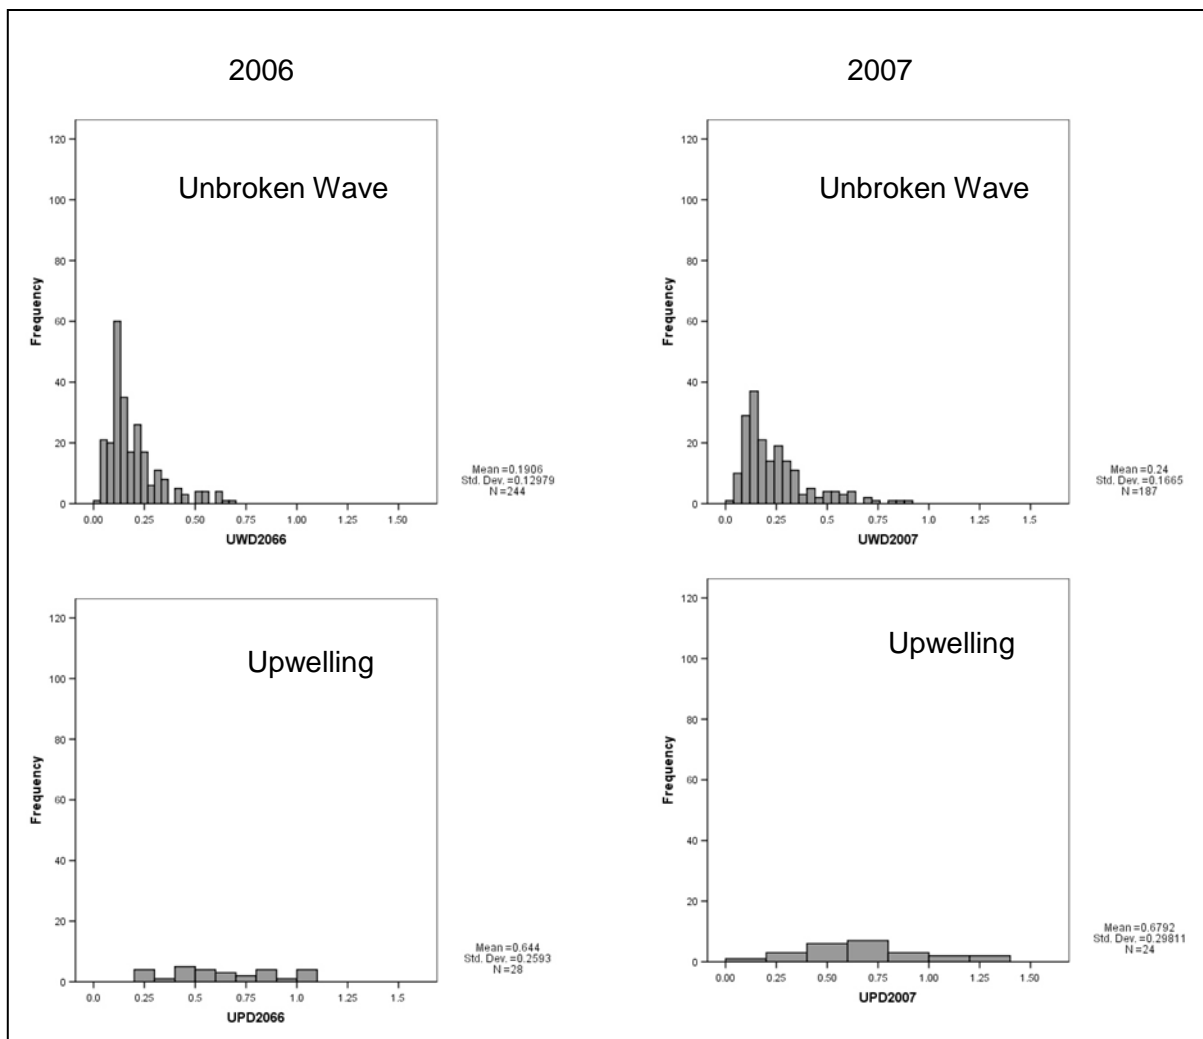 2006
2007
120
100
80
60
40
20
0
Frequency
Unbroken Wave
0.00 0.25 0.50 0.75 1.00 1.25 1.50
UWD2066
Mean =0.1906
Std. Dev. =0.12979
N =244
120
100
80
60
40
20
0
Frequency
Unbroken Wave
0.0 0.25 0.5 0.75 1.0 1.25 1.5
UWD2007
Mean =0.24
Std. Dev. =0.1665
N =187
120
100
80
60
40
20
0
Frequency
Upwelling
0.0 0.25 0.5 0.75 1.0 1.25 1.5
UPD2066
Mean =0.644
Std. Dev. =0.2593
N =28
120
100
80
60
40
20
0
Frequency
Upwelling
0.00 0.25 0.50 0.75 1.00 1.25 1.50
UPD2007
Mean =0.6792
Std. Dev. =0.29811
N =24